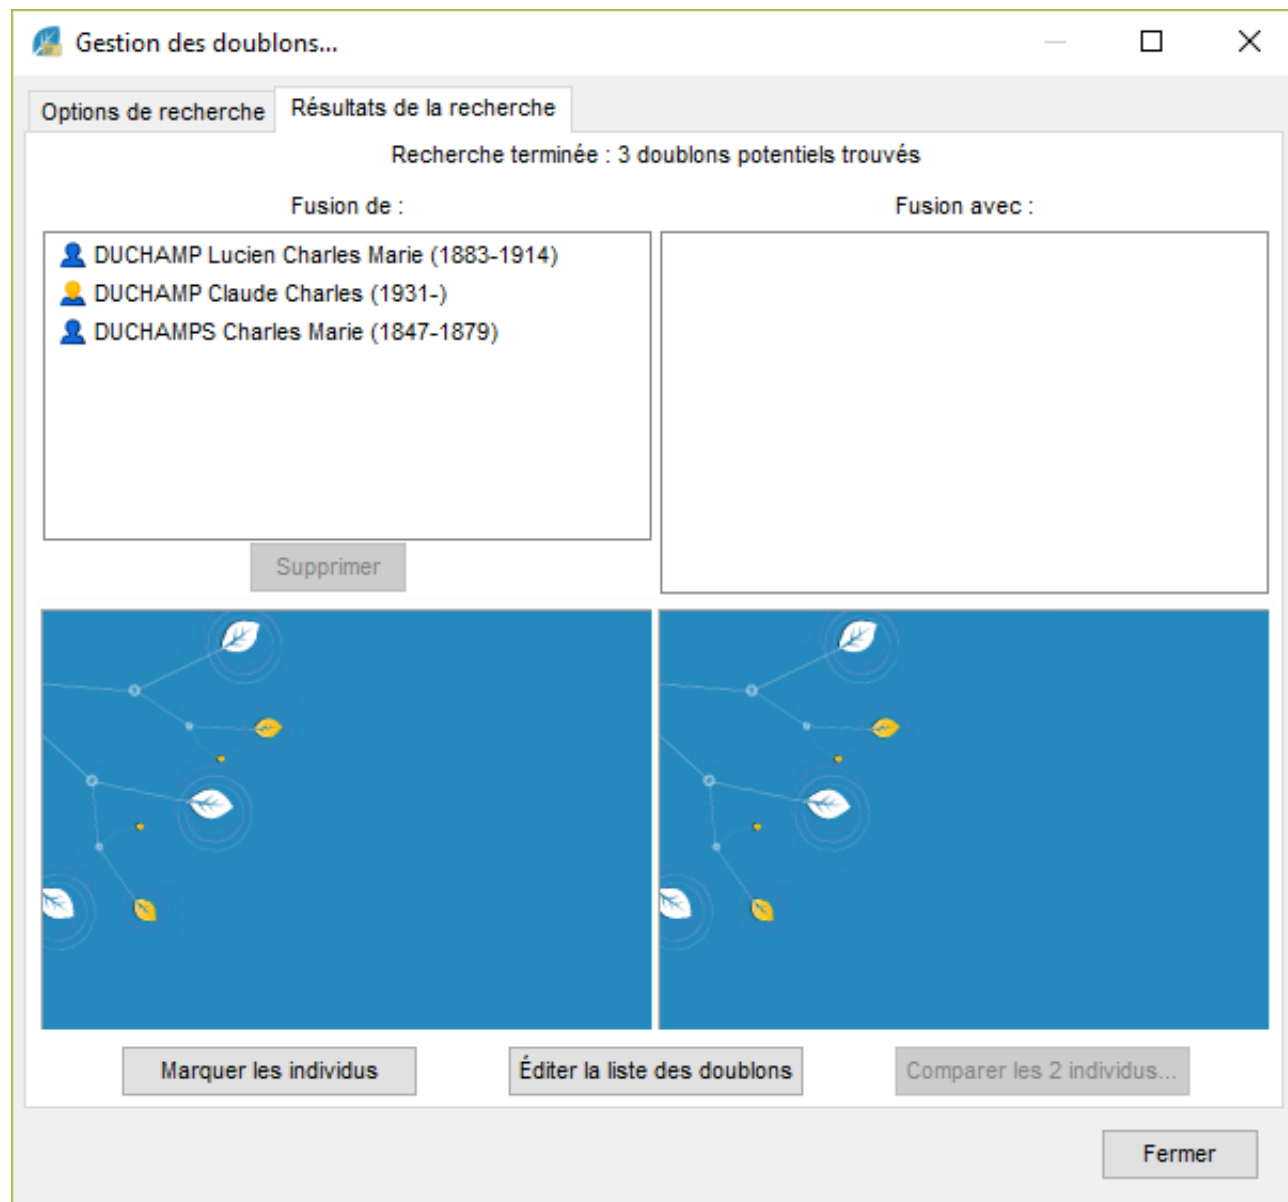 Gestion des doublons...
Options de recherche
Résultats de la recherche
Recherche terminée : 3 doublons potentiels trouvés
Fusion de :
Fusion avec :
DUCHAMP Lucien Charles Marie (1883-1914)
DUCHAMP Claude Charles (1931-)
DUCHAMPS Charles Marie (1847-1879)
Supprimer
Marquer les individus
Éditer la liste des doublons
Comparer les 2 individus...
Fermer